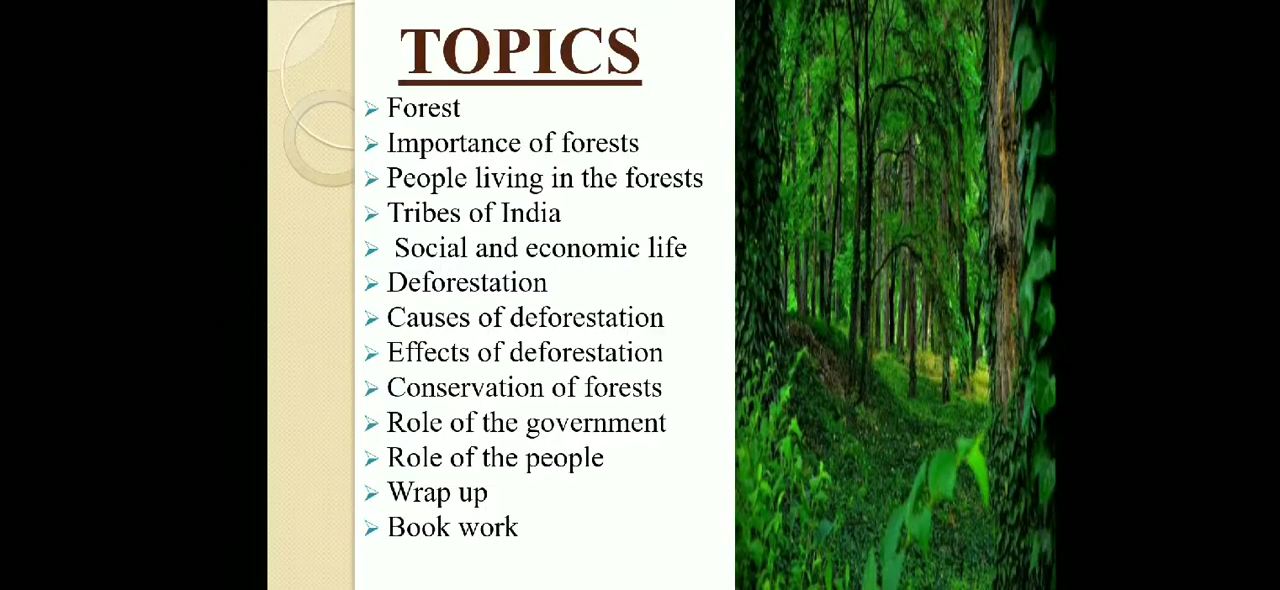 TOPICS
Forest
Importance of forests
People living in the forests
Tribes of India
Social and economic life
Deforestation
Causes of deforestation
Effects of deforestation
Conservation of forests
Role of the government
Role of the people
Wrap up
Book work